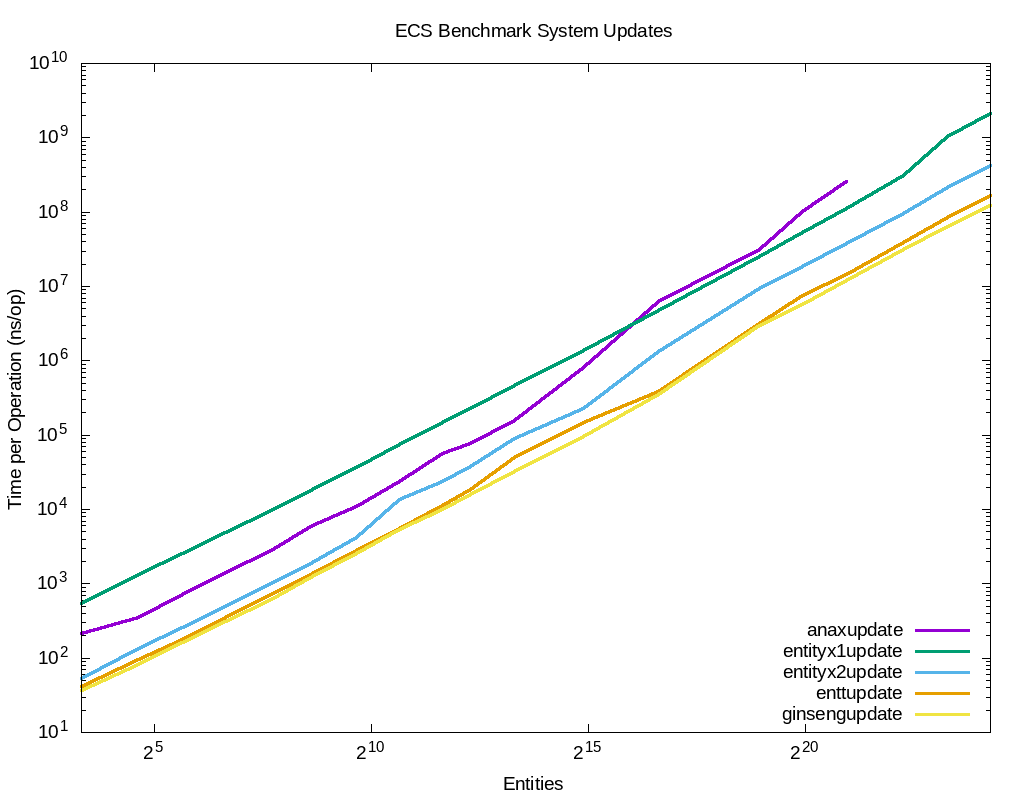 ECS Benchmark System Updates
10^10
10^9
10^8
10^7
10^6
10^5
10^4
10^3
10^2
10^1
Time per Operation (ns/op)
anaxupdate
entityx1update
entityx2update
enttupdate
ginsengupdate
2^5
2^10
2^15
2^20
Entities